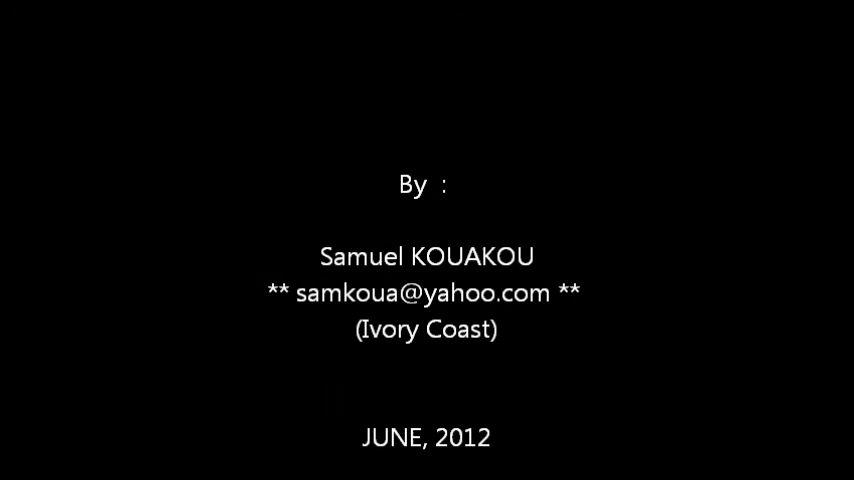 By :
Samuel KOUAKOU
** samkoua@yahoo.com **
(Ivory Coast)
JUNE, 2012